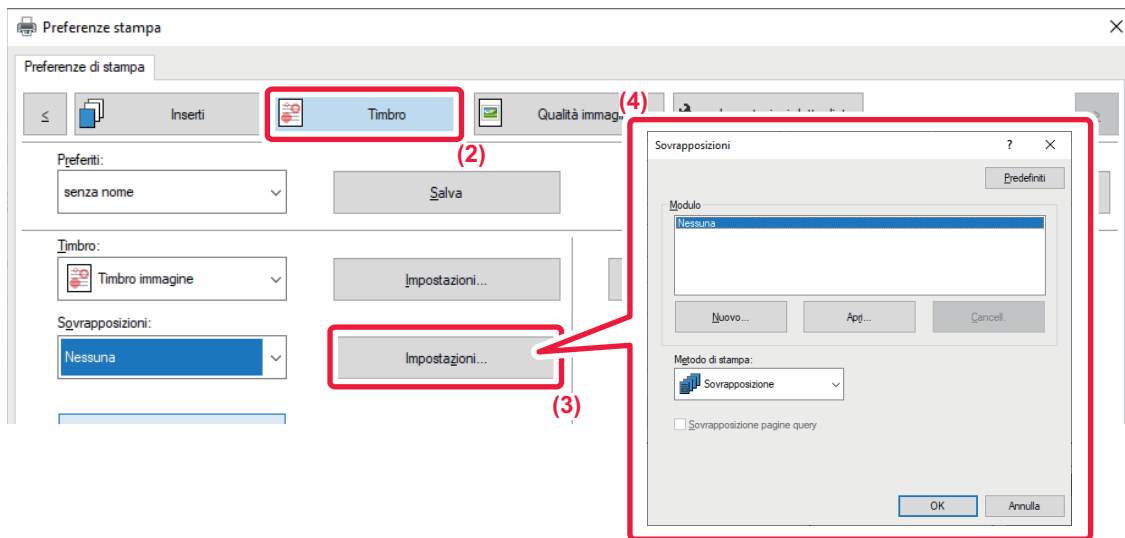 Preferenze stampa
Preferenze di stampa
≤
Inserti
Timbro
Qualità immagi
(4)
(2)
Preferiti:
senza nome
Salva
Timbro:
Timbro immagine
Impostazioni...
Sovrapposizioni:
Nessuna
Impostazioni...
(3)
Sovrapposizioni
?
Predefiniti
Modulo
Nessuna
Nuovo...
Apri...
Cancell.
Metodo di stampa:
Sovrapposizione
Sovrapposizione pagine query
OK
Annulla